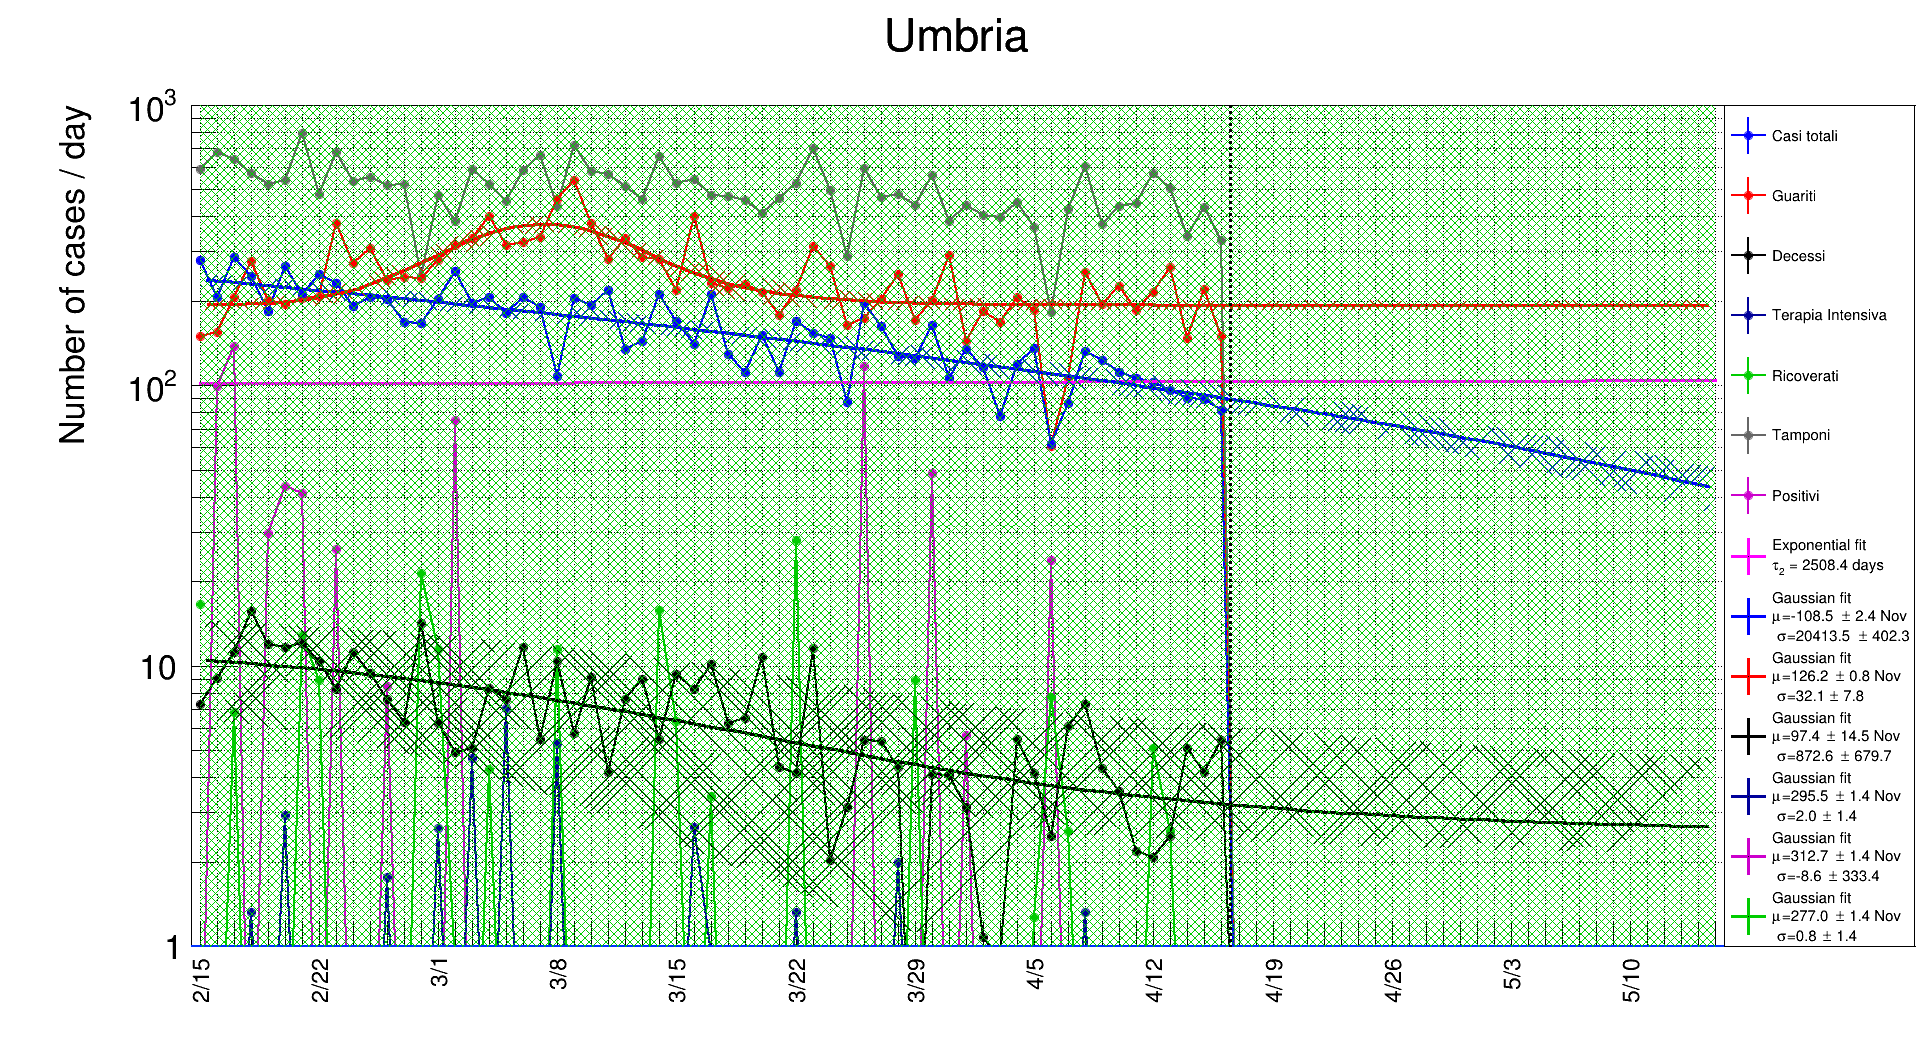 Umbria
Number of cases / day
10³
10²
10
1
2/15
2/22
3/1
3/8
3/15
3/22
3/29
4/5
4/12
4/19
4/26
5/3
5/10
Casi totali
Guariti
Decessi
Terapia Intensiva
Ricoverati
Tamponi
Positivi
Exponential fit
τ₂ = 2508.4 days
Gaussian fit
μ=-108.5 ± 2.4 Nov
σ=20413.5 ± 402.3
Gaussian fit
μ=126.2 ± 0.8 Nov
σ=32.1 ± 7.8
Gaussian fit
μ=97.4 ± 14.5 Nov
σ=872.6 ± 679.7
Gaussian fit
μ=295.5 ± 1.4 Nov
σ=2.0 ± 1.4
Gaussian fit
μ=312.7 ± 1.4 Nov
σ=-8.6 ± 333.4
Gaussian fit
μ=277.0 ± 1.4 Nov
σ=0.8 ± 1.4